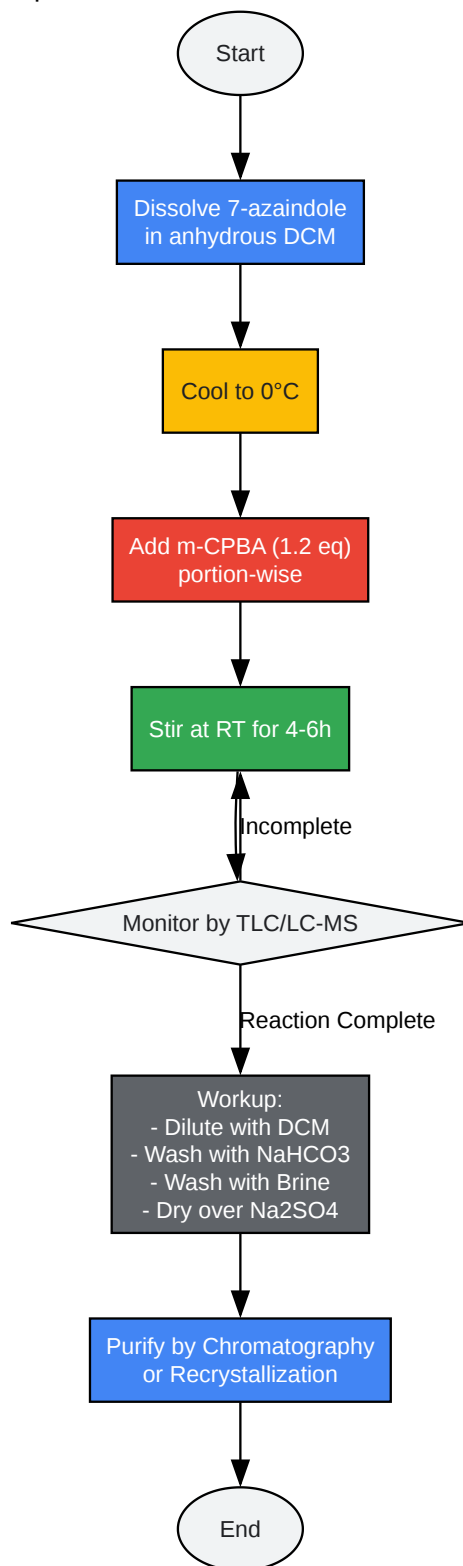 Start
Dissolve 7-azaindole
in anhydrous DCM
Cool to 0°C
Add m-CPBA (1.2 eq)
portion-wise
Stir at RT for 4-6h
Incomplete
Monitor by TLC/LC-MS
Reaction Complete
Workup:
- Dilute with DCM
- Wash with NaHCO3
- Wash with Brine
- Dry over Na2SO4
Purify by Chromatography
or Recrystallization
End